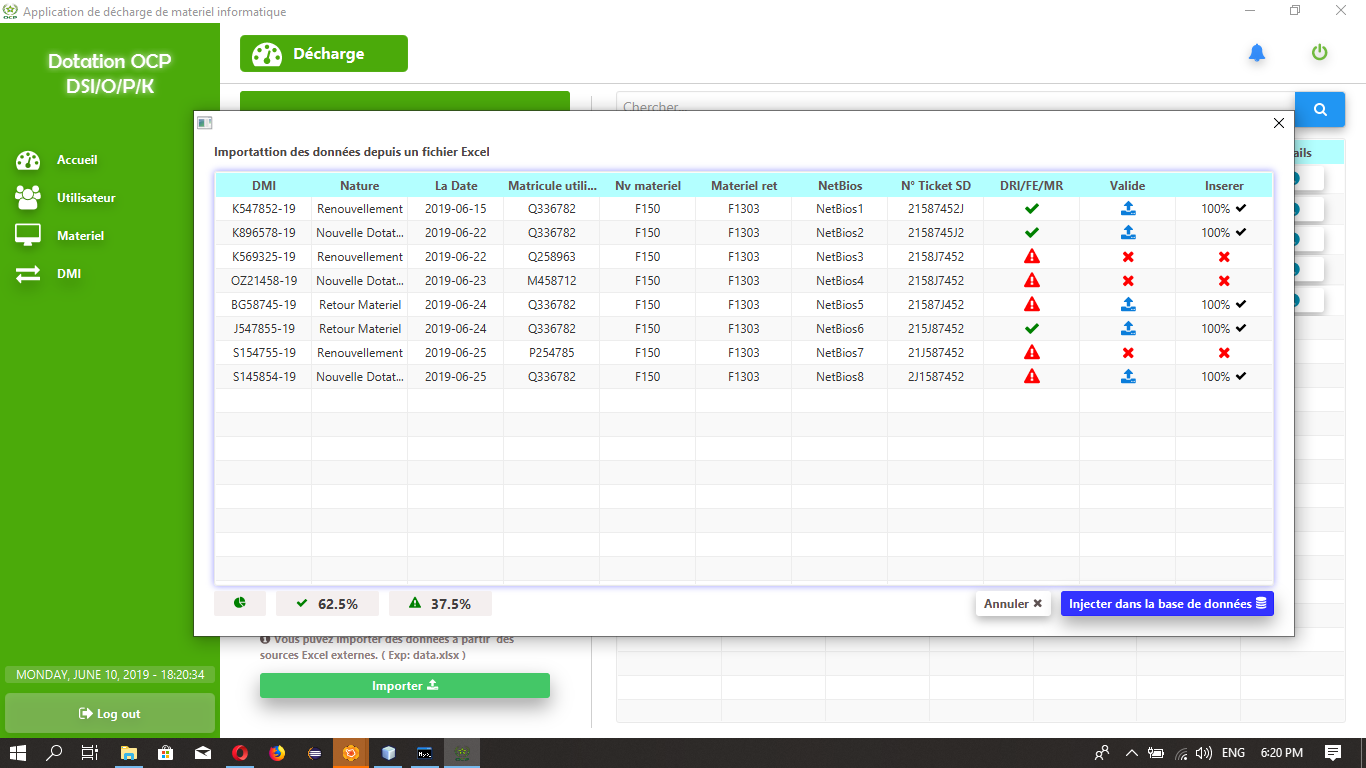 OCP
Application de décharge de materiel informatique
Dotation OCP
DSI/O/P/K
Décharge
Accueil
Utilisateur
Materiel
DMI
MONDAY, JUNE 10, 2019 - 18:20:34
Log out
Chercher...
ails
Importattion des données depuis un fichier Excel
DMI Nature La Date Matricule utili... Nv materiel Materiel ret NetBios N° Ticket SD DRI/FE/MR Valide Inserer
K547852-19 Renouvellement 2019-06-15 Q336782 F150 F1303 NetBios1 21587452J 100%
K896578-19 Nouvelle Dotat... 2019-06-22 Q336782 F150 F1303 NetBios2 2158745J2 100%
K569325-19 Renouvellement 2019-06-22 Q258963 F150 F1303 NetBios3 2158J7452
OZ21458-19 Nouvelle Dotat... 2019-06-23 M458712 F150 F1303 NetBios4 2158J7452
BG58745-19 Retour Materiel 2019-06-24 Q336782 F150 F1303 NetBios5 21587J452 100%
J547855-19 Retour Materiel 2019-06-24 Q336782 F150 F1303 NetBios6 215J87452 100%
S154755-19 Renouvellement 2019-06-25 P254785 F150 F1303 NetBios7 21J587452
S145854-19 Nouvelle Dotat... 2019-06-25 Q336782 F150 F1303 NetBios8 2J1587452 100%
62.5% 37.5%
Annuler Injecter dans la base de données
Vous puvez importer des données à partir des
sources Excel externes. ( Exp: data.xlsx )
Importer
ENG 6:20 PM